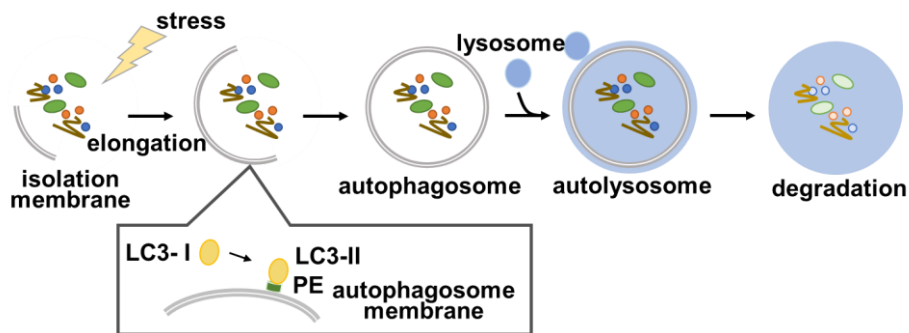 stress
lysosome
elongation
isolation
membrane
autophagosome
autolysosome
degradation
LC3- I
LC3-II
PE
autophagosome
membrane